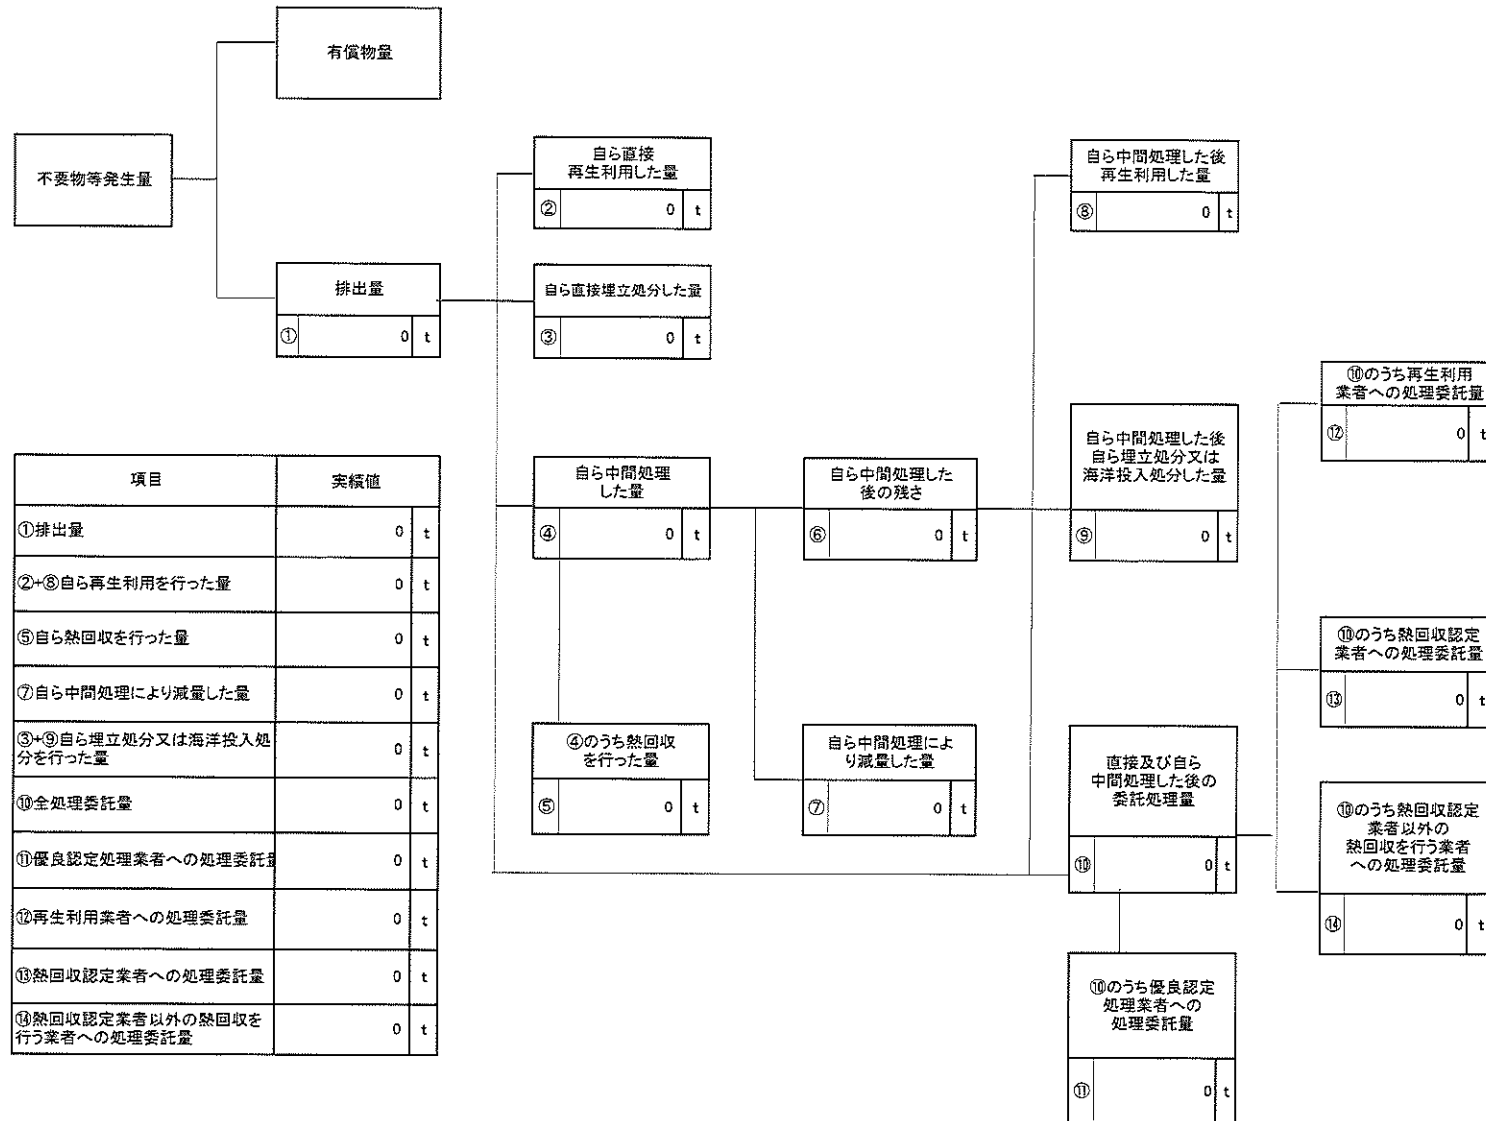 有償物量
不要物等発生量
排出量
① 0 t
自ら直接
再生利用した量
② 0 t
自ら直接埋立処分した量
③ 0 t
自ら中間処理
した量
④ 0 t
④のうち熱回収
を行った量
⑤ 0 t
自ら中間処理した
後の残さ
⑥ 0 t
自ら中間処理によ
り減量した量
⑦ 0 t
自ら中間処理した後
再生利用した量
⑧ 0 t
自ら中間処理した後
自ら埋立処分又は
海洋投入処分した量
⑨ 0 t
直接及び自ら
中間処理した後の
委託処理量
⑩ 0 t
⑩のうち優良認定
処理業者への
処理委託量
⑪ 0 t
⑩のうち再生利用
業者への処理委託量
⑫ 0 t
⑩のうち熱回収認定
業者への処理委託量
⑬ 0 t
⑩のうち熱回収認定
業者以外の
熱回収を行う業者
への処理委託量
⑭ 0 t
項目 実績値
①排出量 0 t
②+⑧自ら再生利用を行った量 0 t
⑤自ら熱回収を行った量 0 t
⑦自ら中間処理により減量した量 0 t
③+⑨自ら埋立処分又は海洋投入処
分を行った量 0 t
⑩全処理委託量 0 t
⑪優良認定処理業者への処理委託量 0 t
⑫再生利用業者への処理委託量 0 t
⑬熱回収認定業者への処理委託量 0 t
⑭熱回収認定業者以外の熱回収を
行う業者への処理委託量 0 t